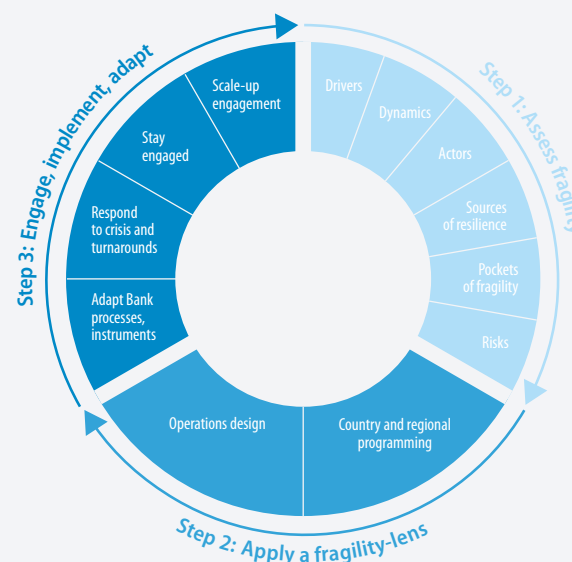 Step 1: Assess fragility
Drivers
Dynamics
Actors
Sources
of resilience
Pockets
of fragility
Risks
Step 2: Apply a fragility-lens
Country and regional
programming
Operations design
Step 3: Engage, implement, adapt
Adapt Bank
processes,
instruments
Respond
to crisis and
turnarounds
Stay
engaged
Scale-up
engagement